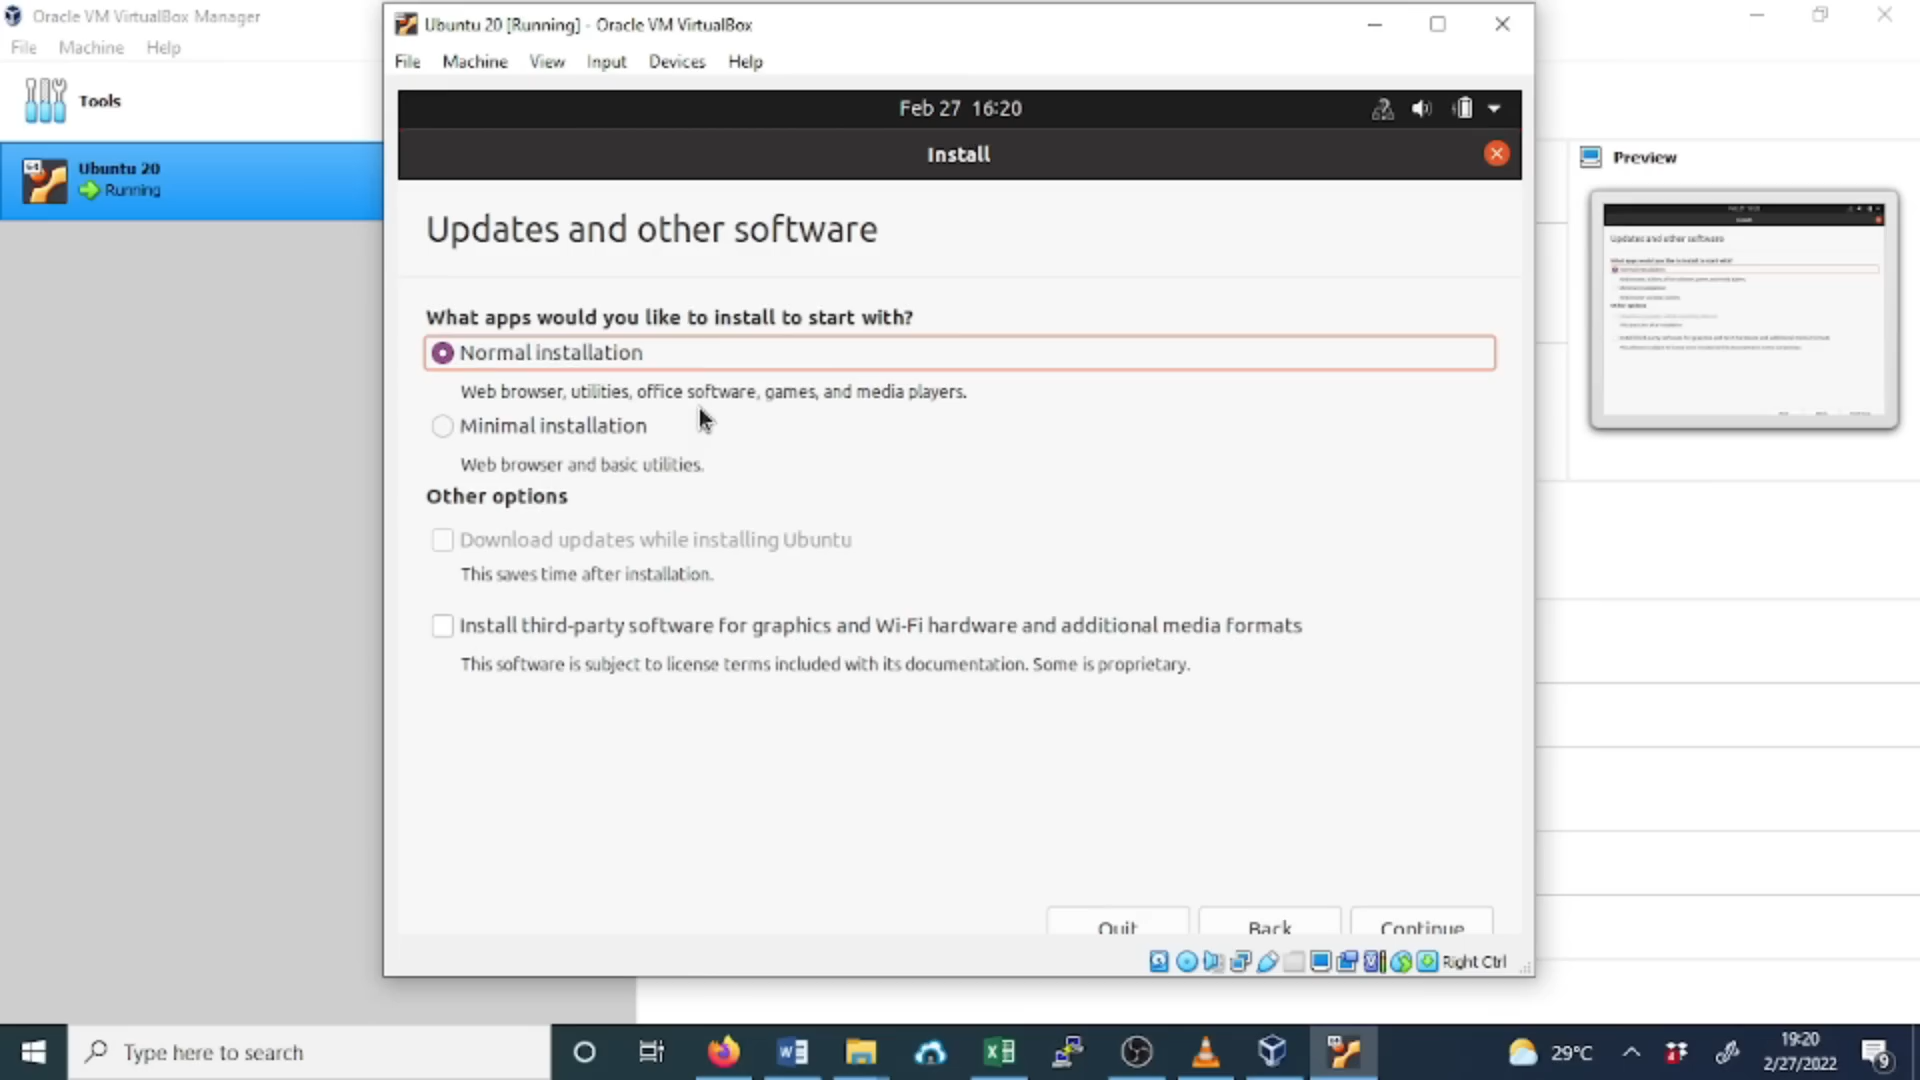 Oracle VM VirtualBox Manager
File Machine Help
Tools
Ubuntu 20
Running
Ubuntu 20 [Running] - Oracle VM VirtualBox
File Machine View Input Devices Help
Feb 27 16:20
Install
Updates and other software
What apps would you like to install to start with?
Normal installation
Web browser, utilities, office software, games, and media players.
Minimal installation
Web browser and basic utilities.
Other options
Download updates while installing Ubuntu
This saves time after installation.
Install third-party software for graphics and Wi-Fi hardware and additional media formats
This software is subject to license terms included with its documentation. Some is proprietary.
Quit Back Continue
Right Ctrl
Preview
Updates and other software
Type here to search
29°C
19:20
2/27/2022
9